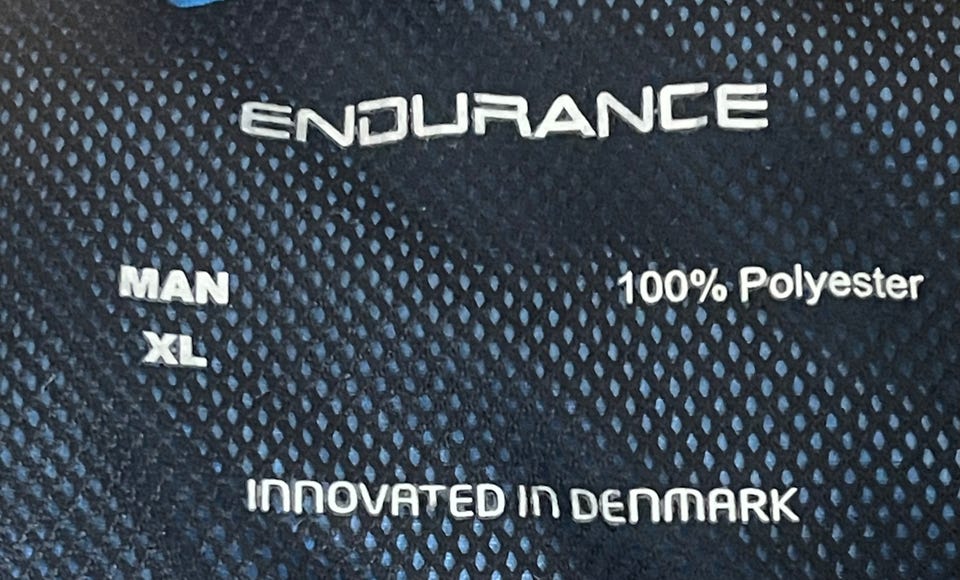 ENDURANCE
MAN
100% Polyester
XL
INNOVATED IN DENMARK